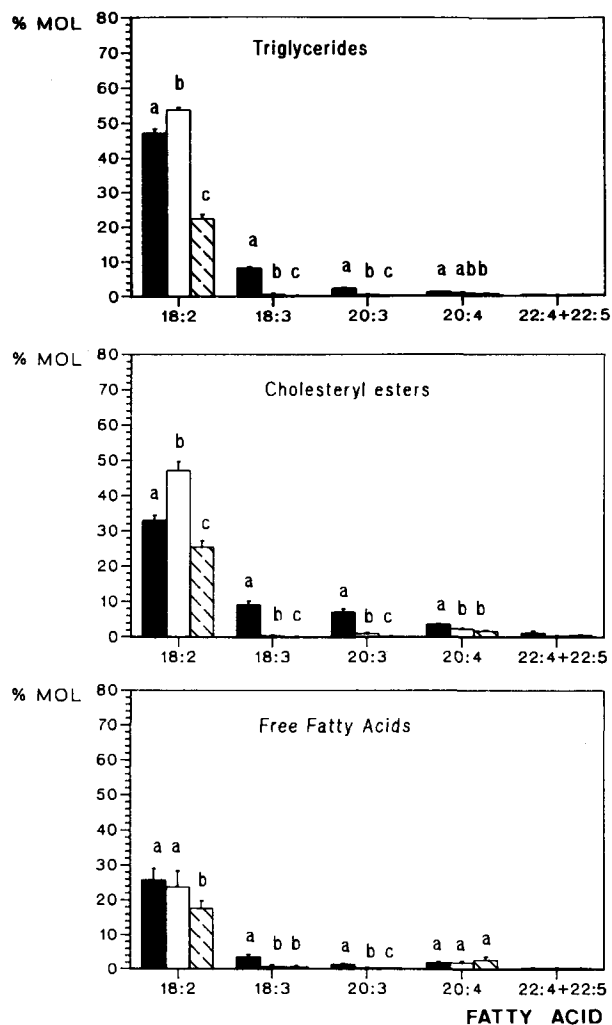 % MOL
80
Triglycerides
70
b
60
a
50
40
c
30
20
a
10
a
a abb
b c
b c
0
18:2 18:3 20:3 20:4 22:4+22:5
% MOL
80
Cholesteryl esters
70
60
b
50
a
40
c
30
20
a
a
10
a b b
b c
b c
0
18:2 18:3 20:3 20:4 22:4+22:5
% MOL
80
Free Fatty Acids
70
60
50
40
a a
30
b
20
10
a
b b
a
b c
a a a
0
18:2 18:3 20:3 20:4 22:4+22:5
FATTY ACID